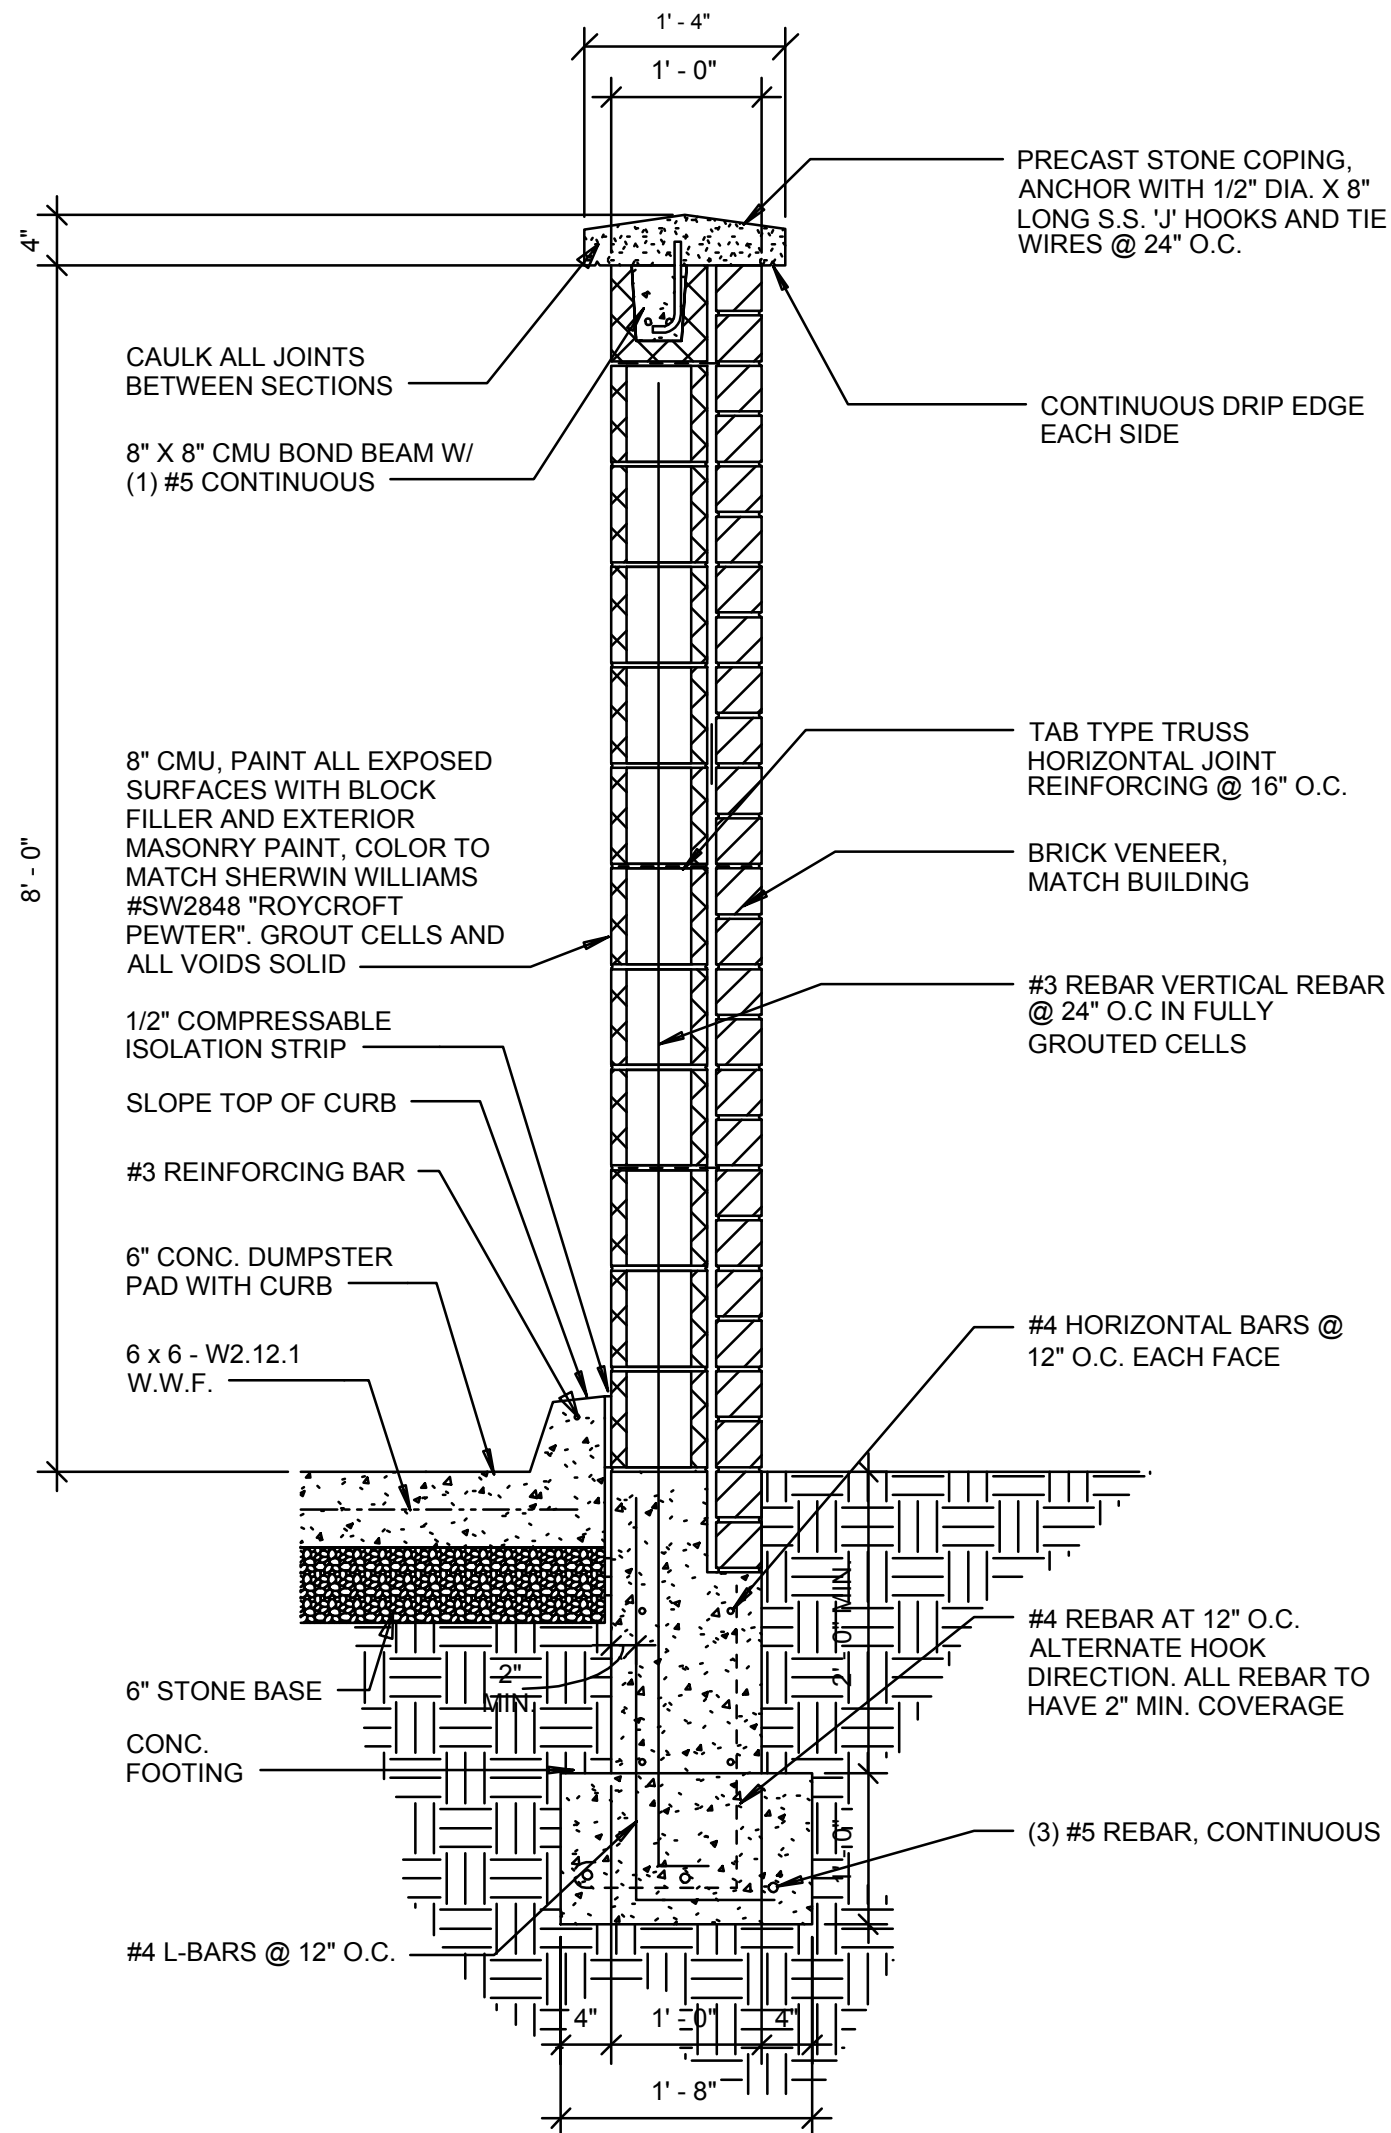 1' - 4"
1' - 0"
4"
8' - 0"
PRECAST STONE COPING,
ANCHOR WITH 1/2" DIA. X 8"
LONG S.S. 'J' HOOKS AND TIE
WIRES @ 24" O.C.
CAULK ALL JOINTS
BETWEEN SECTIONS
CONTINUOUS DRIP EDGE
EACH SIDE
8" X 8" CMU BOND BEAM W/
(1) #5 CONTINUOUS
8" CMU, PAINT ALL EXPOSED
SURFACES WITH BLOCK
FILLER AND EXTERIOR
MASONRY PAINT, COLOR TO
MATCH SHERWIN WILLIAMS
#SW2848 "ROYCROFT
PEWTER". GROUT CELLS AND
ALL VOIDS SOLID
TAB TYPE TRUSS
HORIZONTAL JOINT
REINFORCING @ 16" O.C.
BRICK VENEER,
MATCH BUILDING
#3 REBAR VERTICAL REBAR
@ 24" O.C IN FULLY
GROUTED CELLS
1/2" COMPRESSABLE
ISOLATION STRIP
SLOPE TOP OF CURB
#3 REINFORCING BAR
6" CONC. DUMPSTER
PAD WITH CURB
6 x 6 - W2.12.1
W.W.F.
#4 HORIZONTAL BARS @
12" O.C. EACH FACE
2' - 0" MIN.
#4 REBAR AT 12" O.C.
ALTERNATE HOOK
DIRECTION. ALL REBAR TO
HAVE 2" MIN. COVERAGE
2"
MIN.
6" STONE BASE
CONC.
FOOTING
1' - 0"
(3) #5 REBAR, CONTINUOUS
#4 L-BARS @ 12" O.C.
4"
1' - 0"
4"
1' - 8"